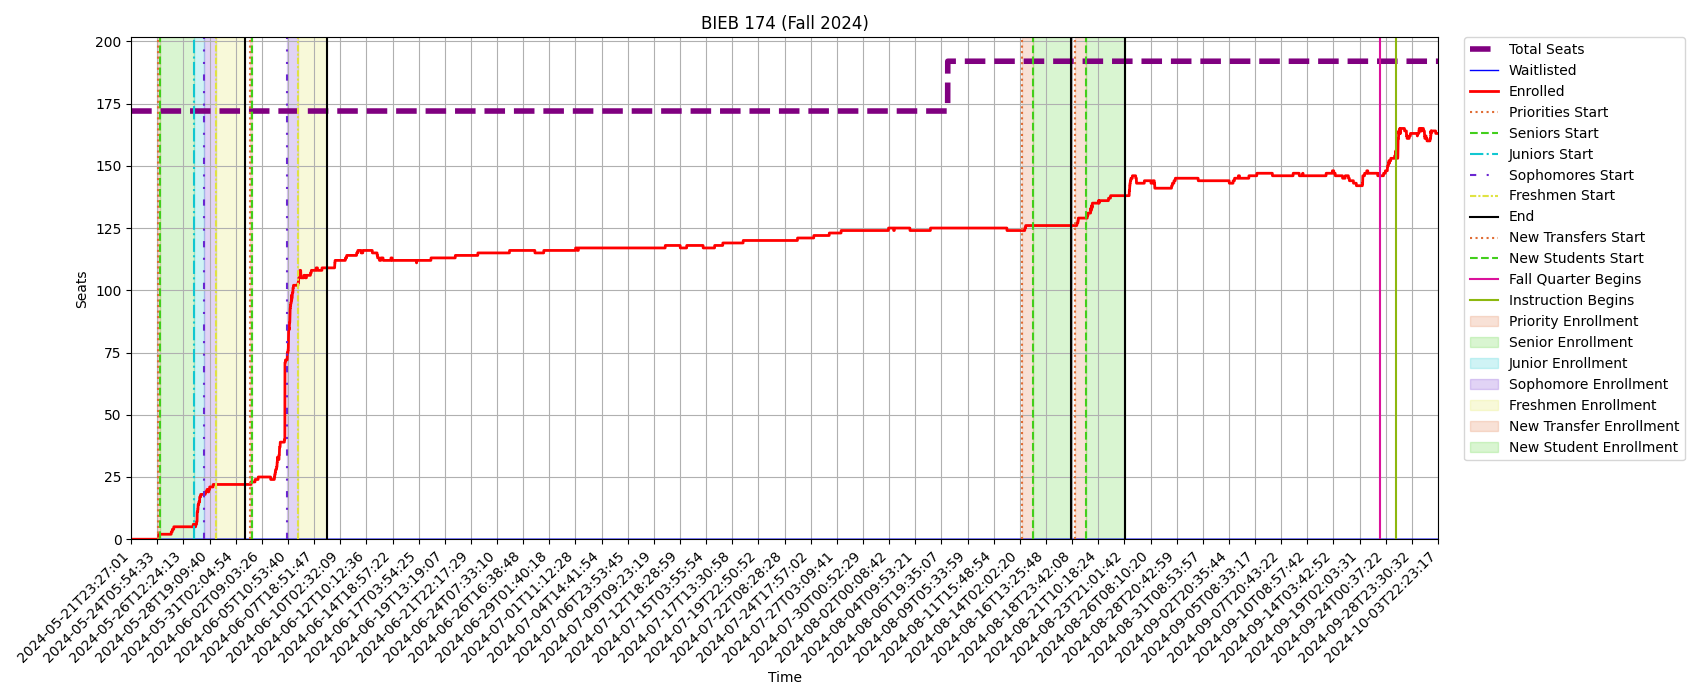 BIEB 174 (Fall 2024)
200
175
150
125
100
75
50
25
0
Seats
2024-05-21T23:27:01
2024-05-24T05:54:33
2024-05-26T12:24:13
2024-05-28T19:09:40
2024-05-31T02:04:54
2024-06-02T09:03:26
2024-06-05T10:53:40
2024-06-07T18:51:47
2024-06-10T02:32:09
2024-06-12T10:12:36
2024-06-14T18:57:22
2024-06-17T03:54:25
2024-06-19T13:19:07
2024-06-21T22:17:29
2024-06-24T07:33:10
2024-06-26T16:38:48
2024-06-29T01:40:18
2024-07-01T11:12:28
2024-07-04T14:41:54
2024-07-06T23:53:45
2024-07-09T09:23:19
2024-07-12T18:28:59
2024-07-15T03:55:54
2024-07-17T13:30:58
2024-07-19T22:50:52
2024-07-22T08:28:28
2024-07-24T17:57:02
2024-07-27T03:09:41
2024-07-30T00:52:29
2024-08-02T00:08:42
2024-08-04T09:53:21
2024-08-06T19:35:07
2024-08-09T05:33:59
2024-08-11T15:48:54
2024-08-14T02:02:20
2024-08-16T13:25:48
2024-08-18T23:42:08
2024-08-21T10:18:24
2024-08-23T21:01:42
2024-08-26T08:10:20
2024-08-28T20:42:59
2024-08-31T08:53:57
2024-09-02T20:35:44
2024-09-05T08:33:17
2024-09-07T20:43:22
2024-09-10T08:57:42
2024-09-14T03:42:52
2024-09-19T02:03:31
2024-09-24T00:37:22
2024-09-28T23:30:32
2024-10-03T22:23:17
Time
Total Seats
Waitlisted
Enrolled
Priorities Start
Seniors Start
Juniors Start
Sophomores Start
Freshmen Start
End
New Transfers Start
New Students Start
Fall Quarter Begins
Instruction Begins
Priority Enrollment
Senior Enrollment
Junior Enrollment
Sophomore Enrollment
Freshmen Enrollment
New Transfer Enrollment
New Student Enrollment